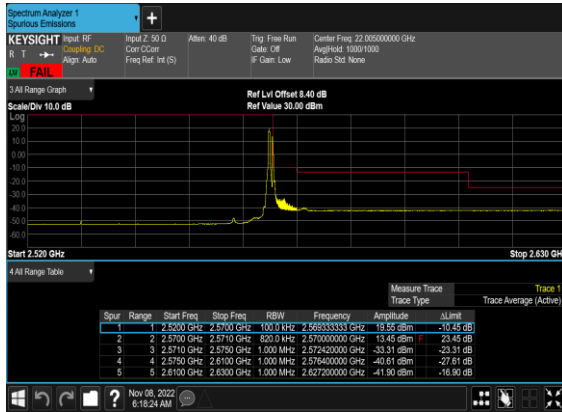 Spectrum Analyzer 1
Spurious Emissions
+
KEYSIGHT Input: RF Input Z: 50 Ω Atten: 40 dB Trig: Free Run Center Freq: 22.005000000 GHz
R T Coupling: DC Corr CCorr Gate: Off Avg|Hold: 1000/1000
Align: Auto Freq Ref: Int (S) IF Gain: Low Radio Std: None
FAIL
3 All Range Graph
Ref Lvl Offset 8.40 dB
Scale/Div 10.0 dB Ref Value 30.00 dBm
Log
20.0
10.0
0.00
-10.0
-20.0
-30.0
-40.0
-50.0
-60.0
Start 2.520 GHz Stop 2.630 GH
4 All Range Table
Measure Trace Trace 1
Trace Type Trace Average (Active)
Spur Range Start Freq Stop Freq RBW Frequency Amplitude ΔLimit
1 1 2.5200 GHz 2.5700 GHz 100.0 kHz 2.569333333 GHz 19.55 dBm -10.45 dB
2 2 2.5700 GHz 2.5710 GHz 820.0 kHz 2.570000000 GHz 13.45 dBm F 23.45 dB
3 3 2.5710 GHz 2.5750 GHz 1.000 MHz 2.572420000 GHz -33.31 dBm -23.31 dB
4 4 2.5750 GHz 2.6100 GHz 1.000 MHz 2.576400000 GHz -40.61 dBm -27.61 dB
5 5 2.6100 GHz 2.6300 GHz 1.000 MHz 2.627200000 GHz -41.90 dBm -16.90 dB
? Nov 08, 2022
6:18:24 AM